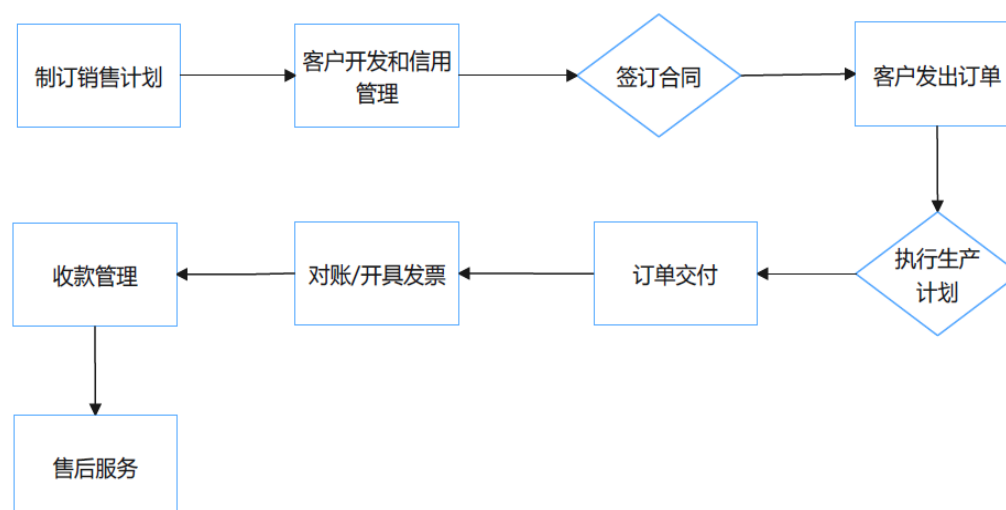 制订销售计划
客户开发和信用
管理
签订合同
客户发出订单
执行生产
计划
订单交付
对账/开具发票
收款管理
售后服务